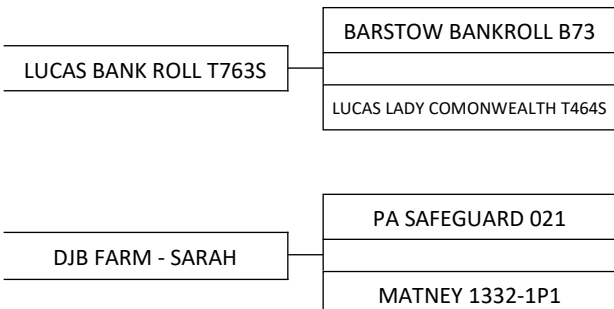 BARSTOW BANKROLL B73
LUCAS BANK ROLL T763S
LUCAS LADY COMONWEALTH T464S
PA SAFEGUARD 021
DJB FARM - SARAH
MATNEY 1332-1P1